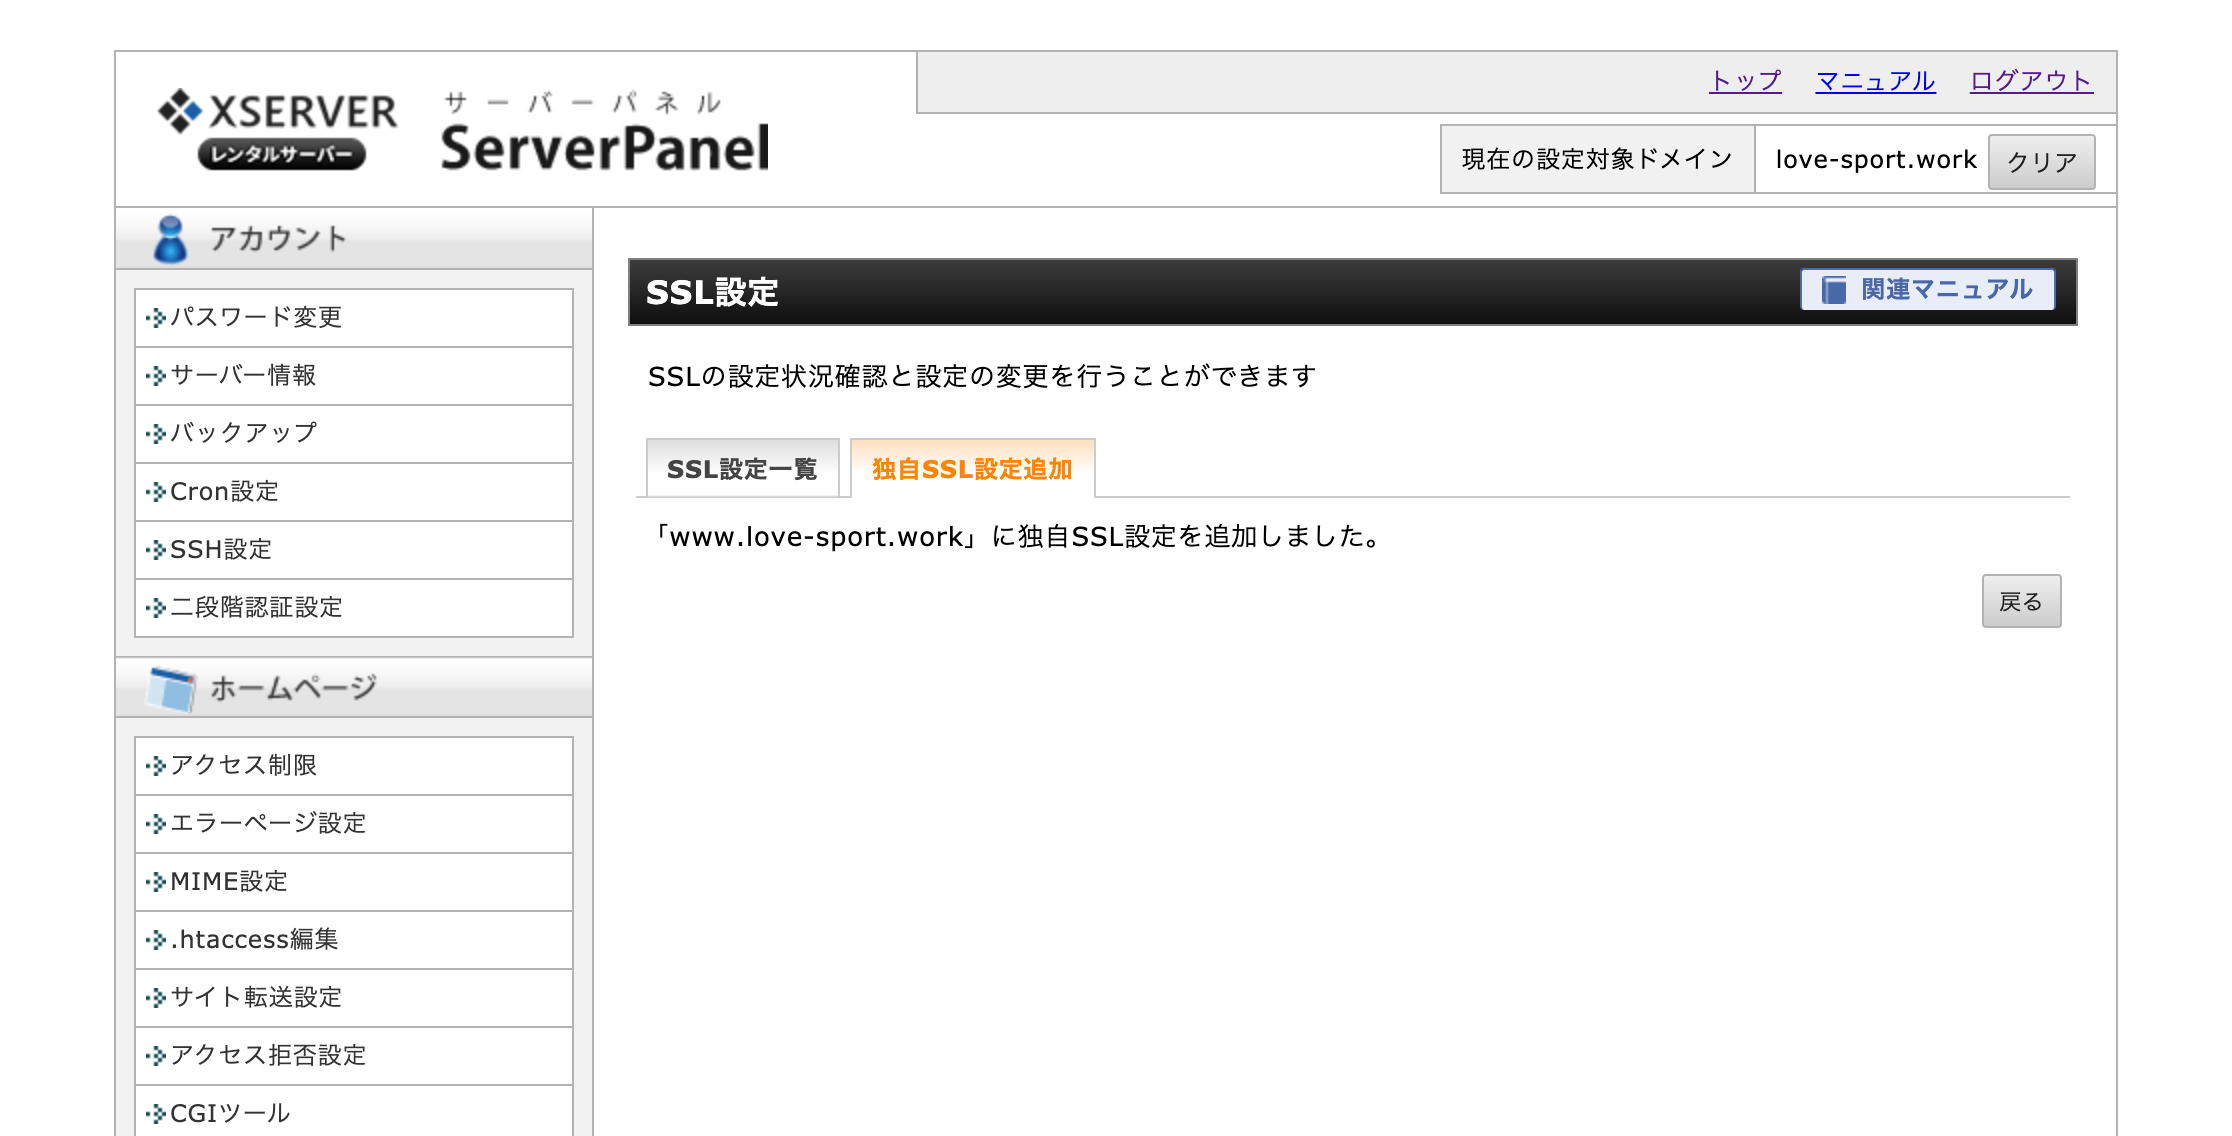 XSERVER
レンタルサーバー
サーバーパネル
ServerPanel
トップ マニュアル ログアウト
現在の設定対象ドメイン love-sport.work クリア
アカウント
パスワード変更
サーバー情報
バックアップ
Cron設定
SSH設定
二段階認証設定
ホームページ
アクセス制限
エラーページ設定
MIME設定
.htaccess編集
サイト転送設定
アクセス拒否設定
CGIツール
SSL設定
関連マニュアル
SSLの設定状況確認と設定の変更を行うことができます
SSL設定一覧 独自SSL設定追加
「www.love-sport.work」に独自SSL設定を追加しました。
戻る